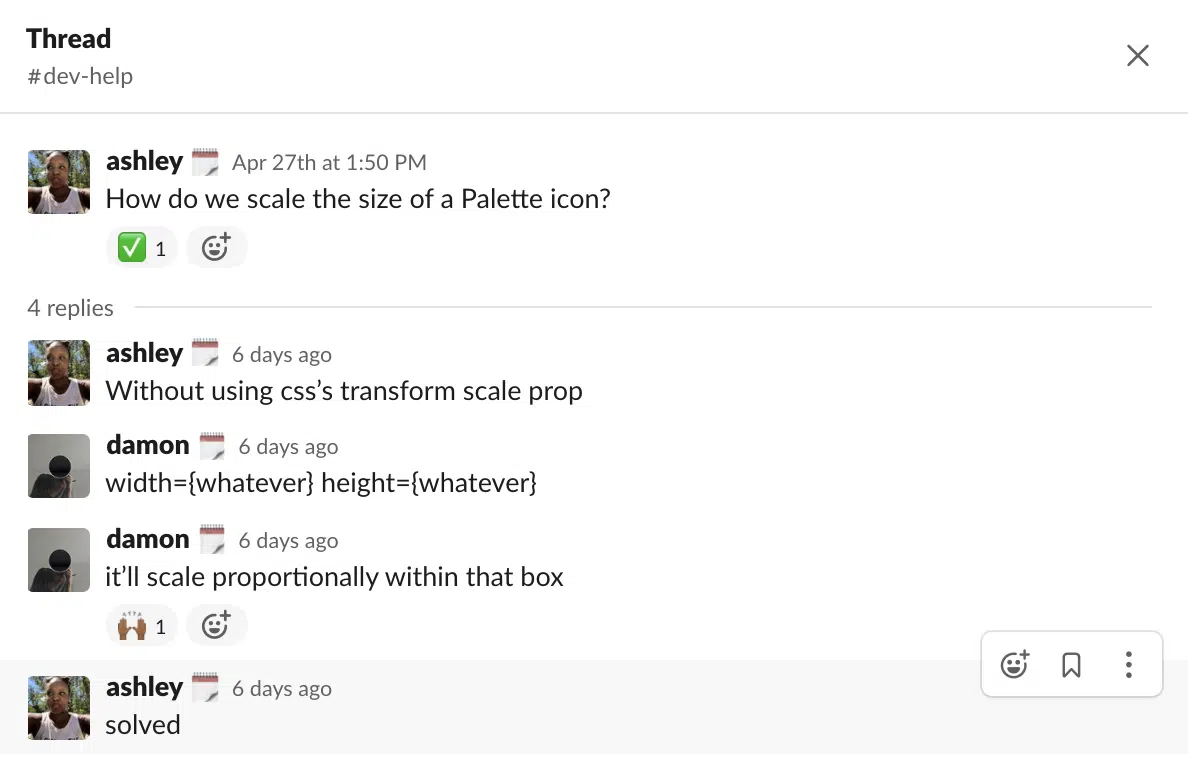 Thread
#dev-help
ashley Apr 27th at 1:50 PM
How do we scale the size of a Palette icon?
✅ 1
4 replies
ashley 6 days ago
Without using css’s transform scale prop
damon 6 days ago
width={whatever} height={whatever}
damon 6 days ago
it’ll scale proportionally within that box
🙌🏾 1
ashley 6 days ago
solved